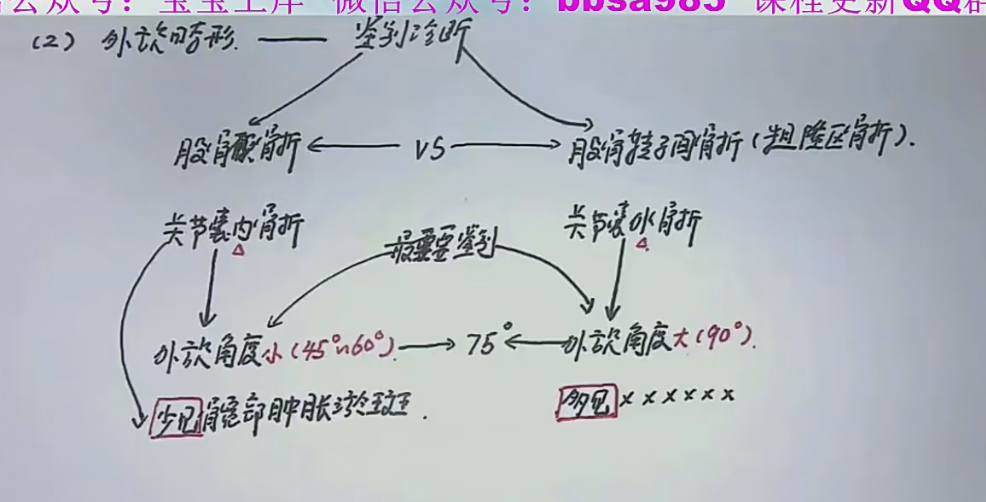 信公众号：宝宝上岸 微信公众号：bbsa985 课程更新QQ群
(2) 外旋畸形 —— 鉴别诊断
股骨颈骨折 ← VS → 股骨转子间骨折(粗隆区骨折).
关节囊内骨折 关节囊外骨折
最重要鉴别
外旋角度小(45°~60°). → 75° ← 外旋角度大(90°).
少见髋部肿胀瘀斑. 多见××××××